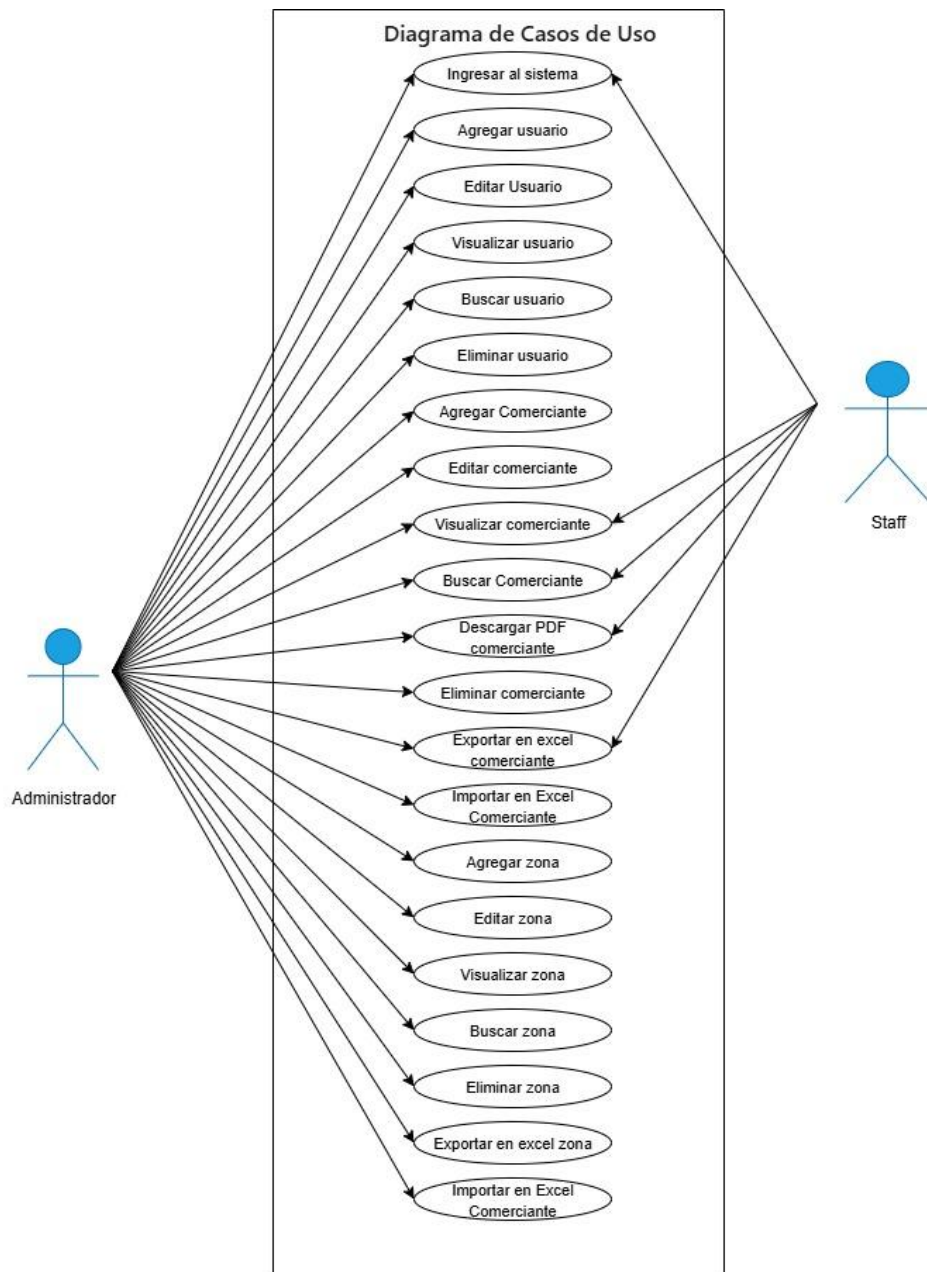 Diagrama de Casos de Uso
Ingresar al sistema
Agregar usuario
Editar Usuario
Visualizar usuario
Buscar usuario
Eliminar usuario
Agregar Comerciante
Editar comerciante
Visualizar comerciante
Buscar Comerciante
Descargar PDF
comerciante
Eliminar comerciante
Exportar en excel
comerciante
Importar en Excel
Comerciante
Agregar zona
Editar zona
Visualizar zona
Buscar zona
Eliminar zona
Exportar en excel zona
Importar en Excel
Comerciante
Administrador
Staff